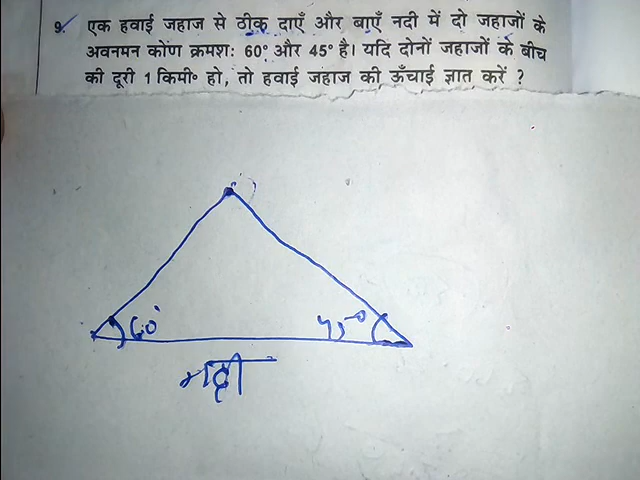 9. एक हवाई जहाज से ठीक दाएँ और बाएँ नदी में दो जहाजों के
अवनमन कोण क्रमशः 60° और 45° है। यदि दोनों जहाजों के बीच
की दूरी 1 किमी० हो, तो हवाई जहाज की ऊँचाई ज्ञात करें ?
60° 45°
नदी